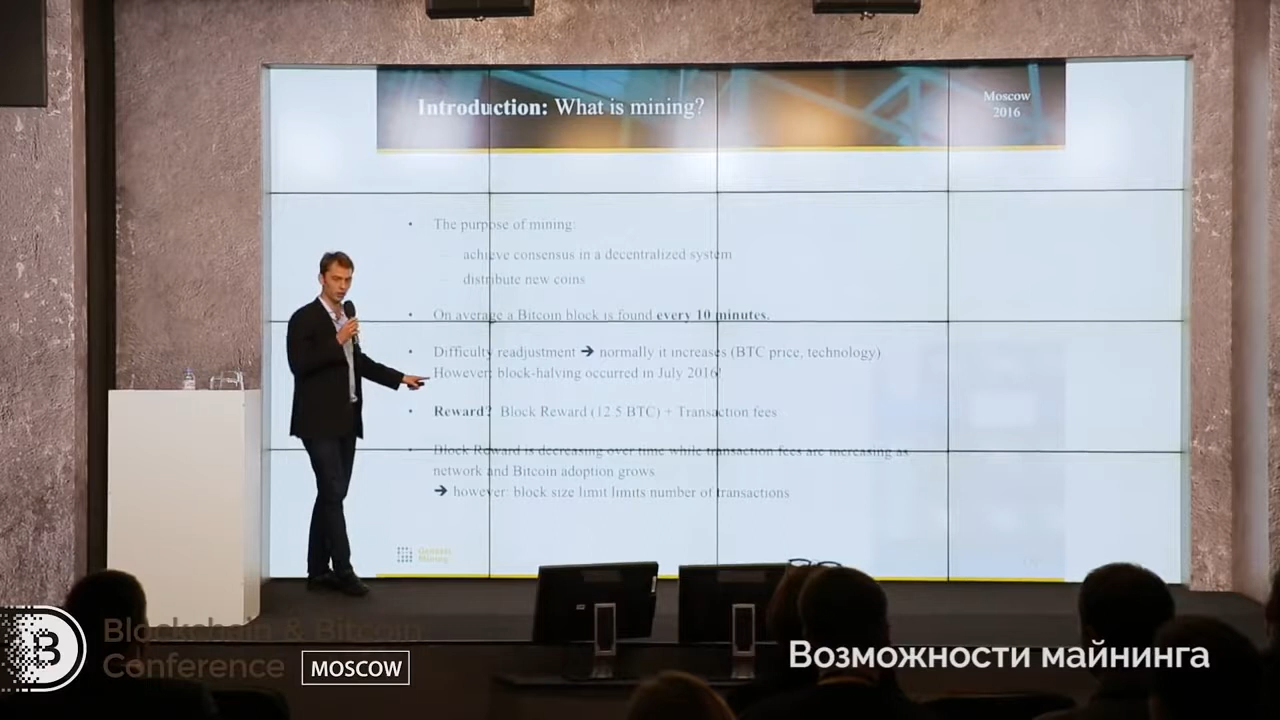 Introduction: What is mining?
Moscow
2016
• The purpose of mining:
– achieve consensus in a decentralized system
– distribute new coins
• On average a Bitcoin block is found every 10 minutes.
• Difficulty readjustment ➔ normally it increases (BTC price, technology)
However: block-halving occurred in July 2016!
• Reward? Block Reward (12.5 BTC) + Transaction fees
• Block Reward is decreasing over time while transaction fees are increasing as
network and Bitcoin adoption grows
➔ however: block size limit limits number of transactions
Genesis
Mining
B
Blockchain & Bitcoin
Conference
MOSCOW
Возможности майнинга